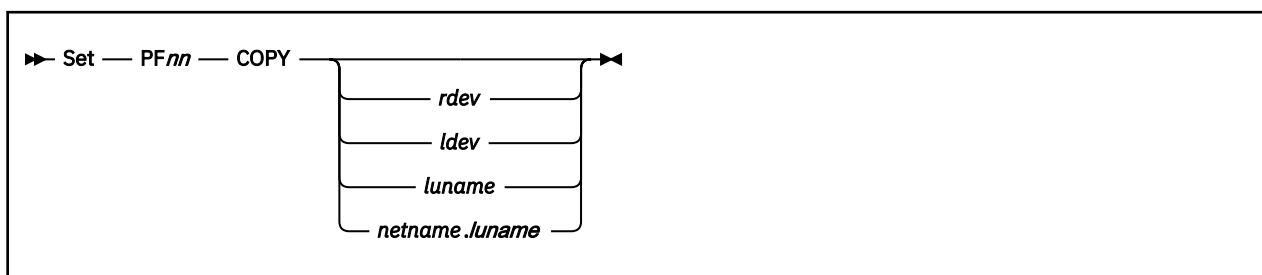 Set PFnn COPY
rdev
ldev
luname
netname.luname